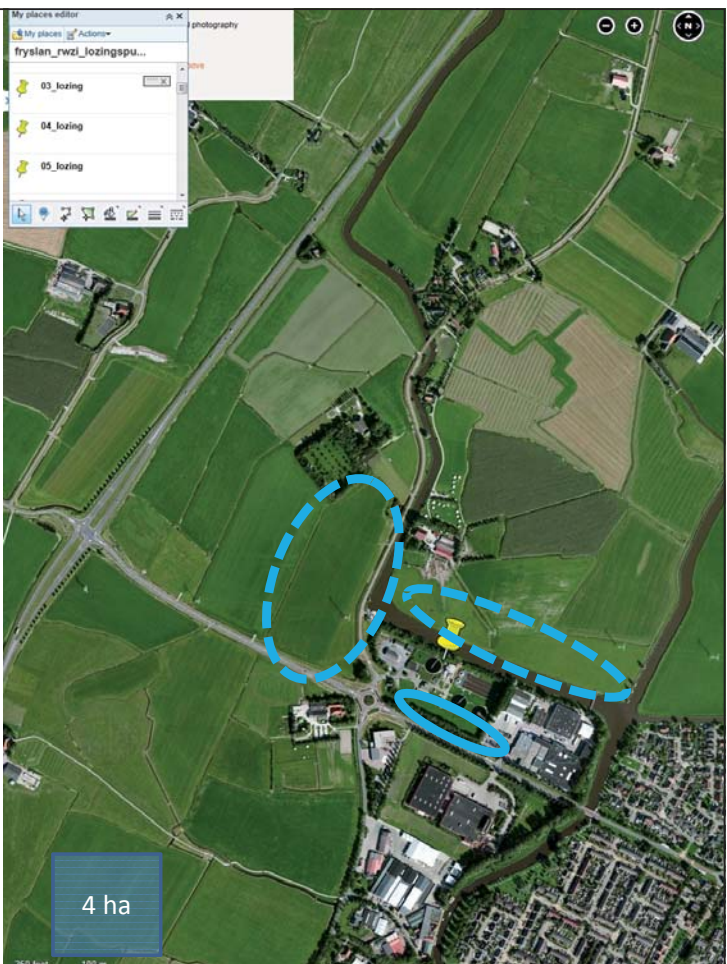 My places editor
My places Actions
fryslan_rwzi_lozingspu...
03_lozing
04_lozing
05_lozing
photography
N
4 ha